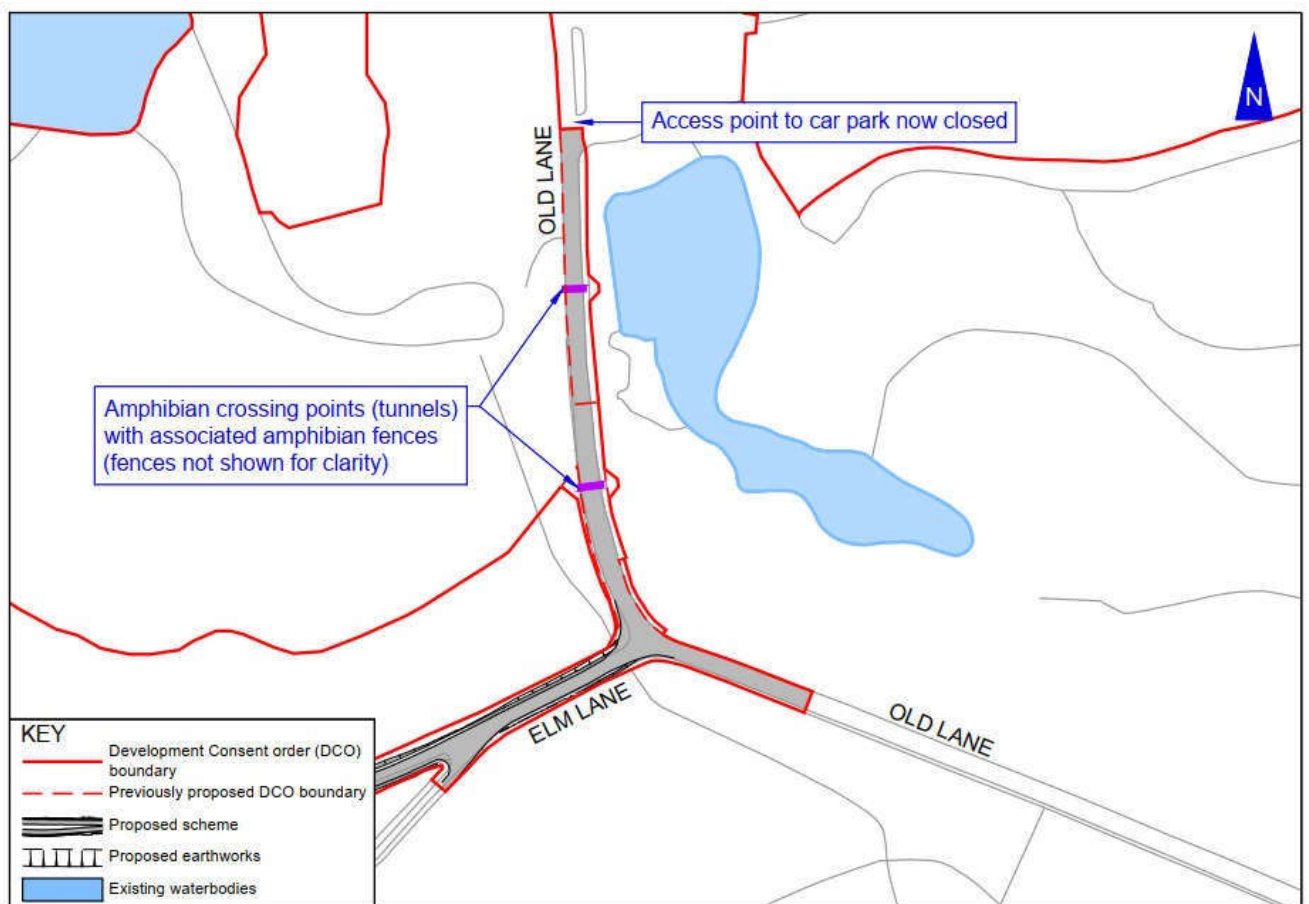 N
Access point to car park now closed
OLD LANE
Amphibian crossing points (tunnels)
with associated amphibian fences
(fences not shown for clarity)
ELM LANE
OLD LANE
KEY
Development Consent order (DCO)
boundary
Previously proposed DCO boundary
Proposed scheme
Proposed earthworks
Existing waterbodies